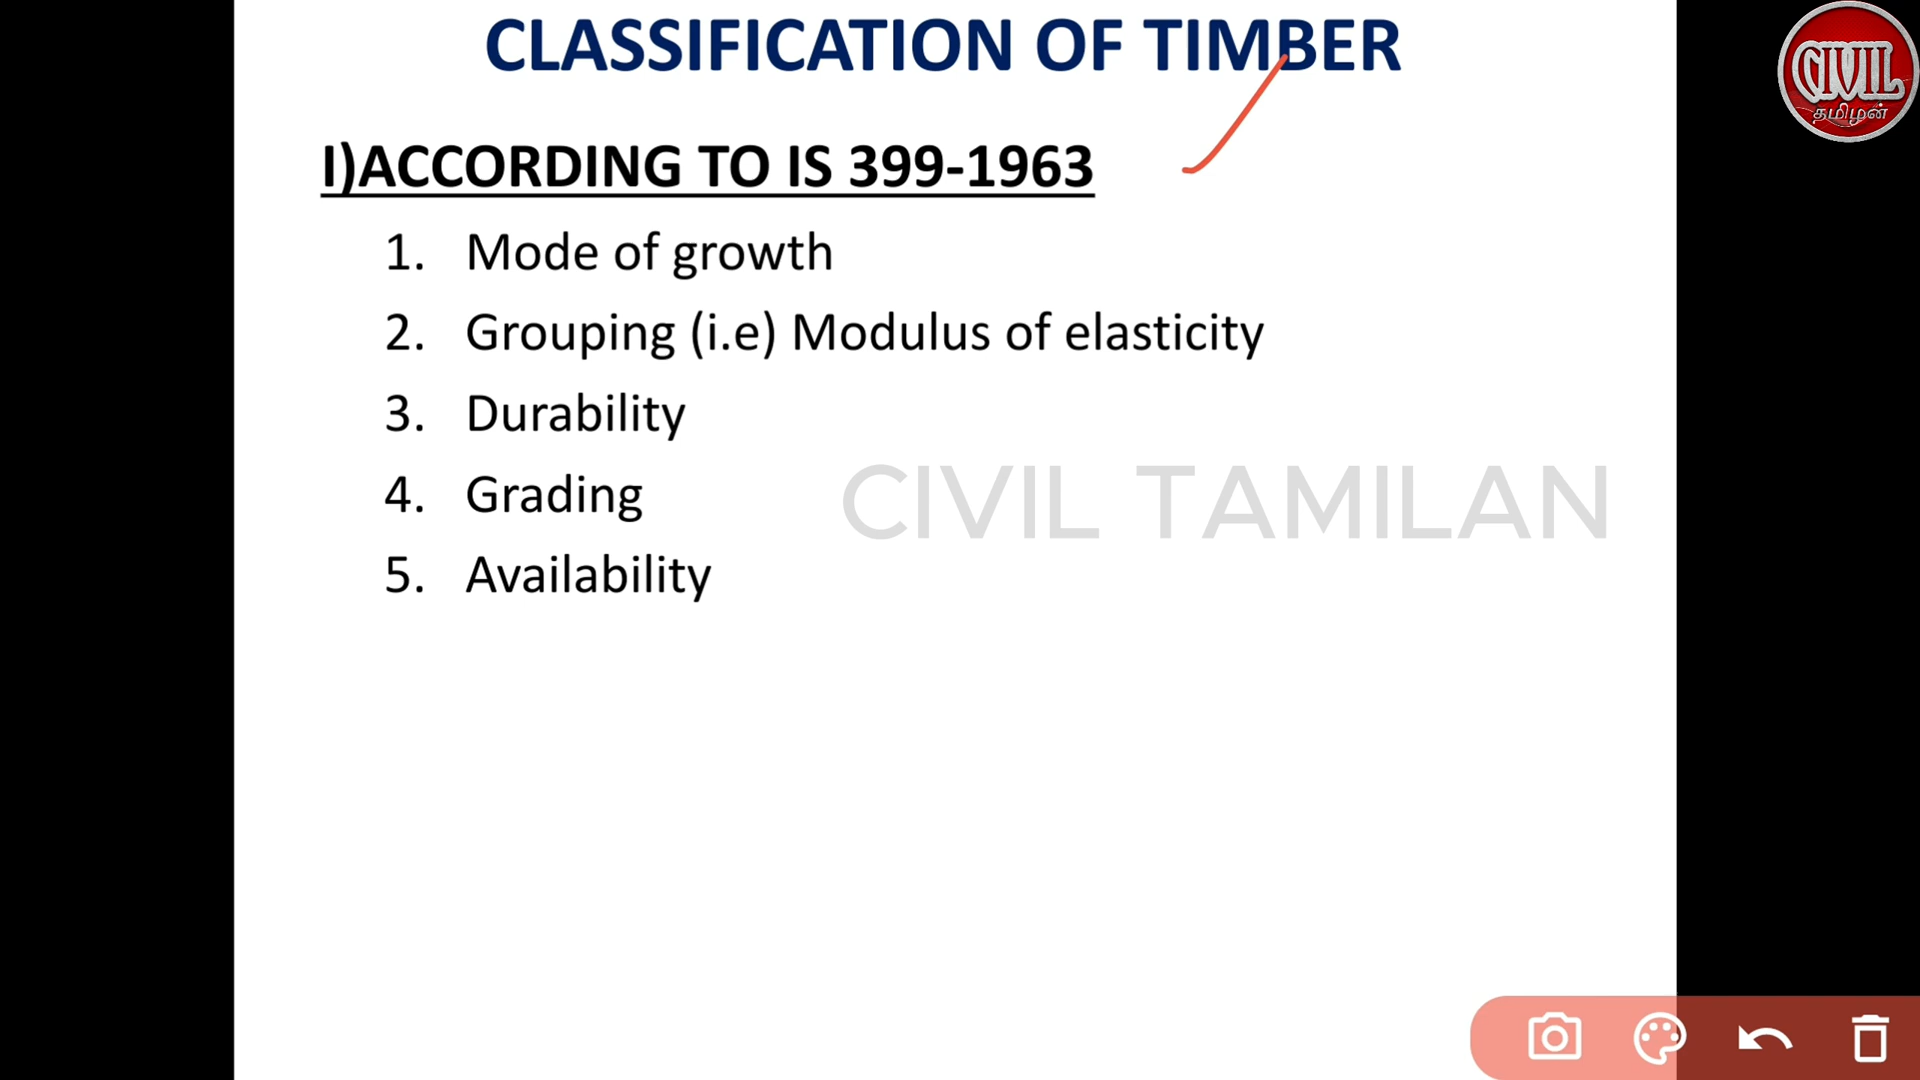 CLASSIFICATION OF TIMBER
CIVIL
தமிழன்
I)ACCORDING TO IS 399-1963
1. Mode of growth
2. Grouping (i.e) Modulus of elasticity
3. Durability
4. Grading
CIVIL TAMILAN
5. Availability